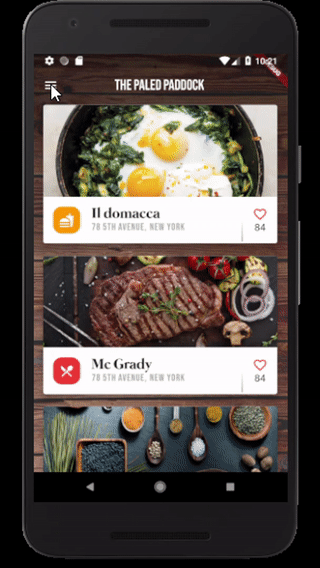 10:21
THE PALED PADDOCK
Il domacca
78 5TH AVENUE, NEW YORK
84
Mc Grady
78 5TH AVENUE, NEW YORK
84